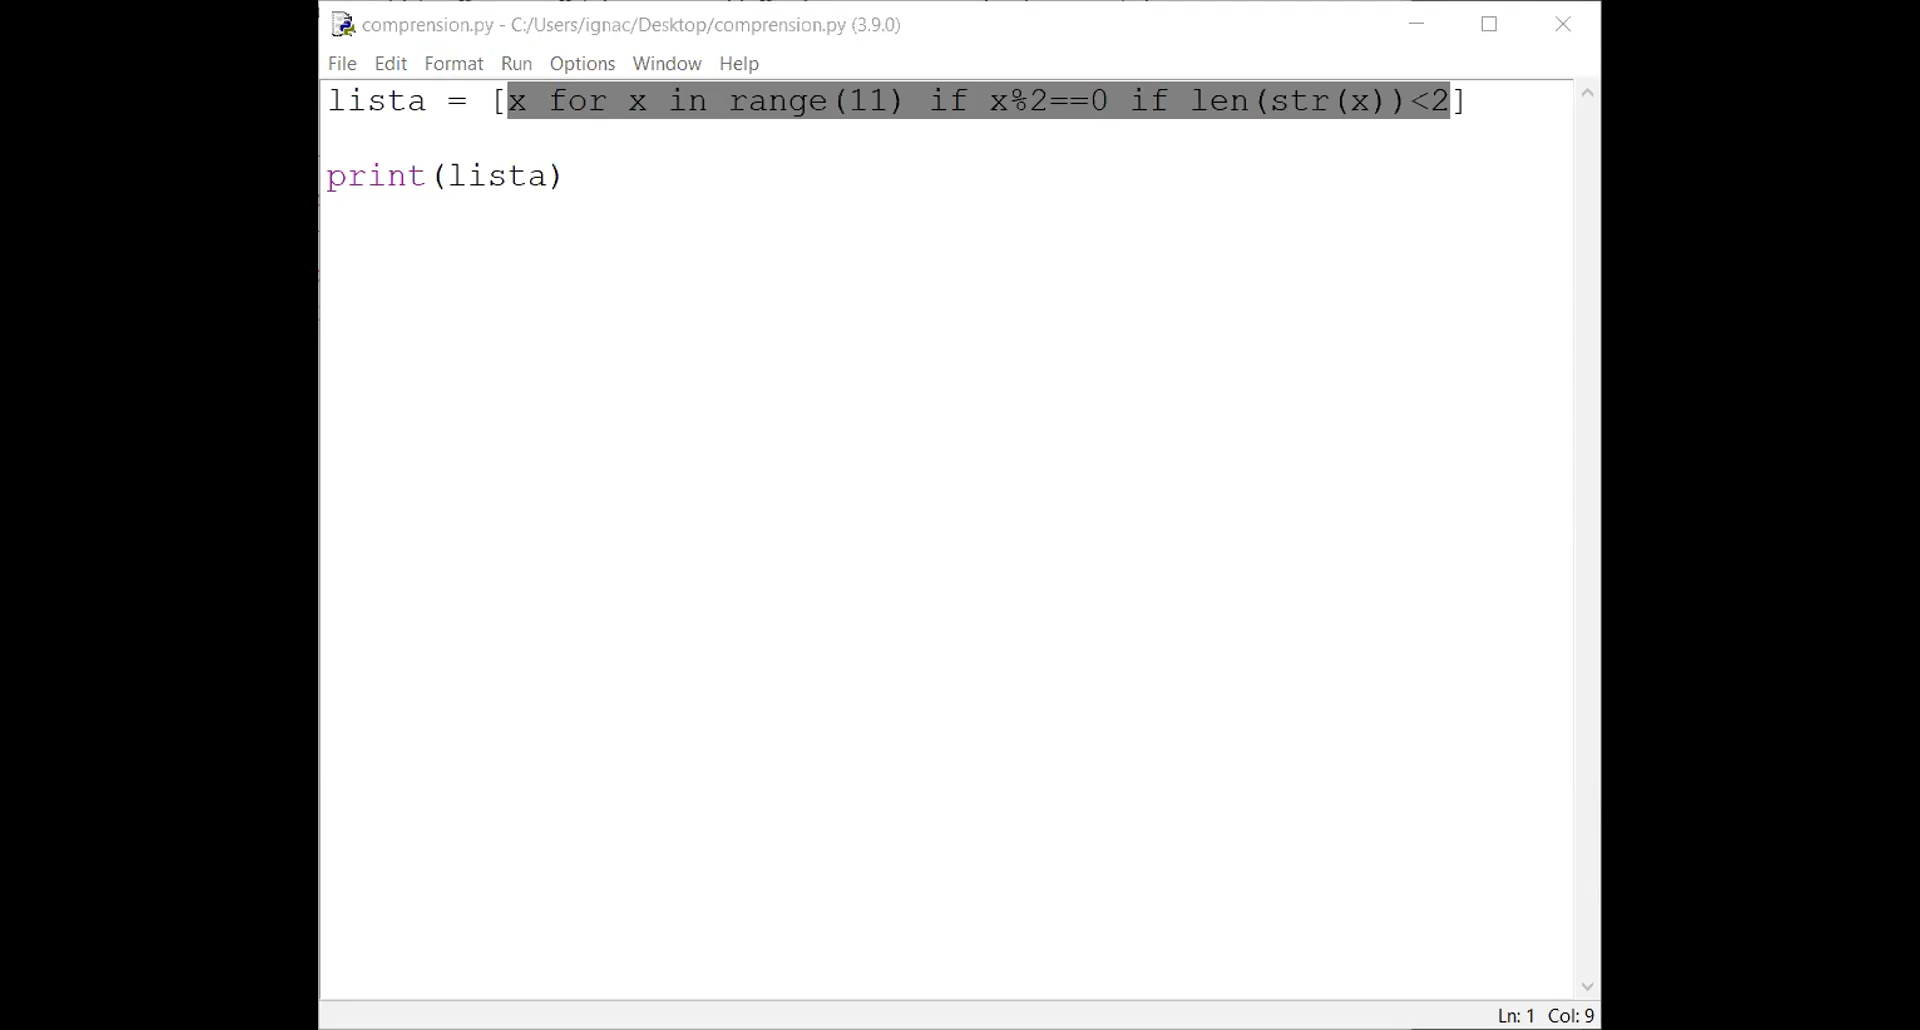 comprension.py - C:/Users/ignac/Desktop/comprension.py (3.9.0)
File Edit Format Run Options Window Help
lista = [x for x in range(11) if x%2==0 if len(str(x))<2]
print(lista)
Ln: 1 Col: 9